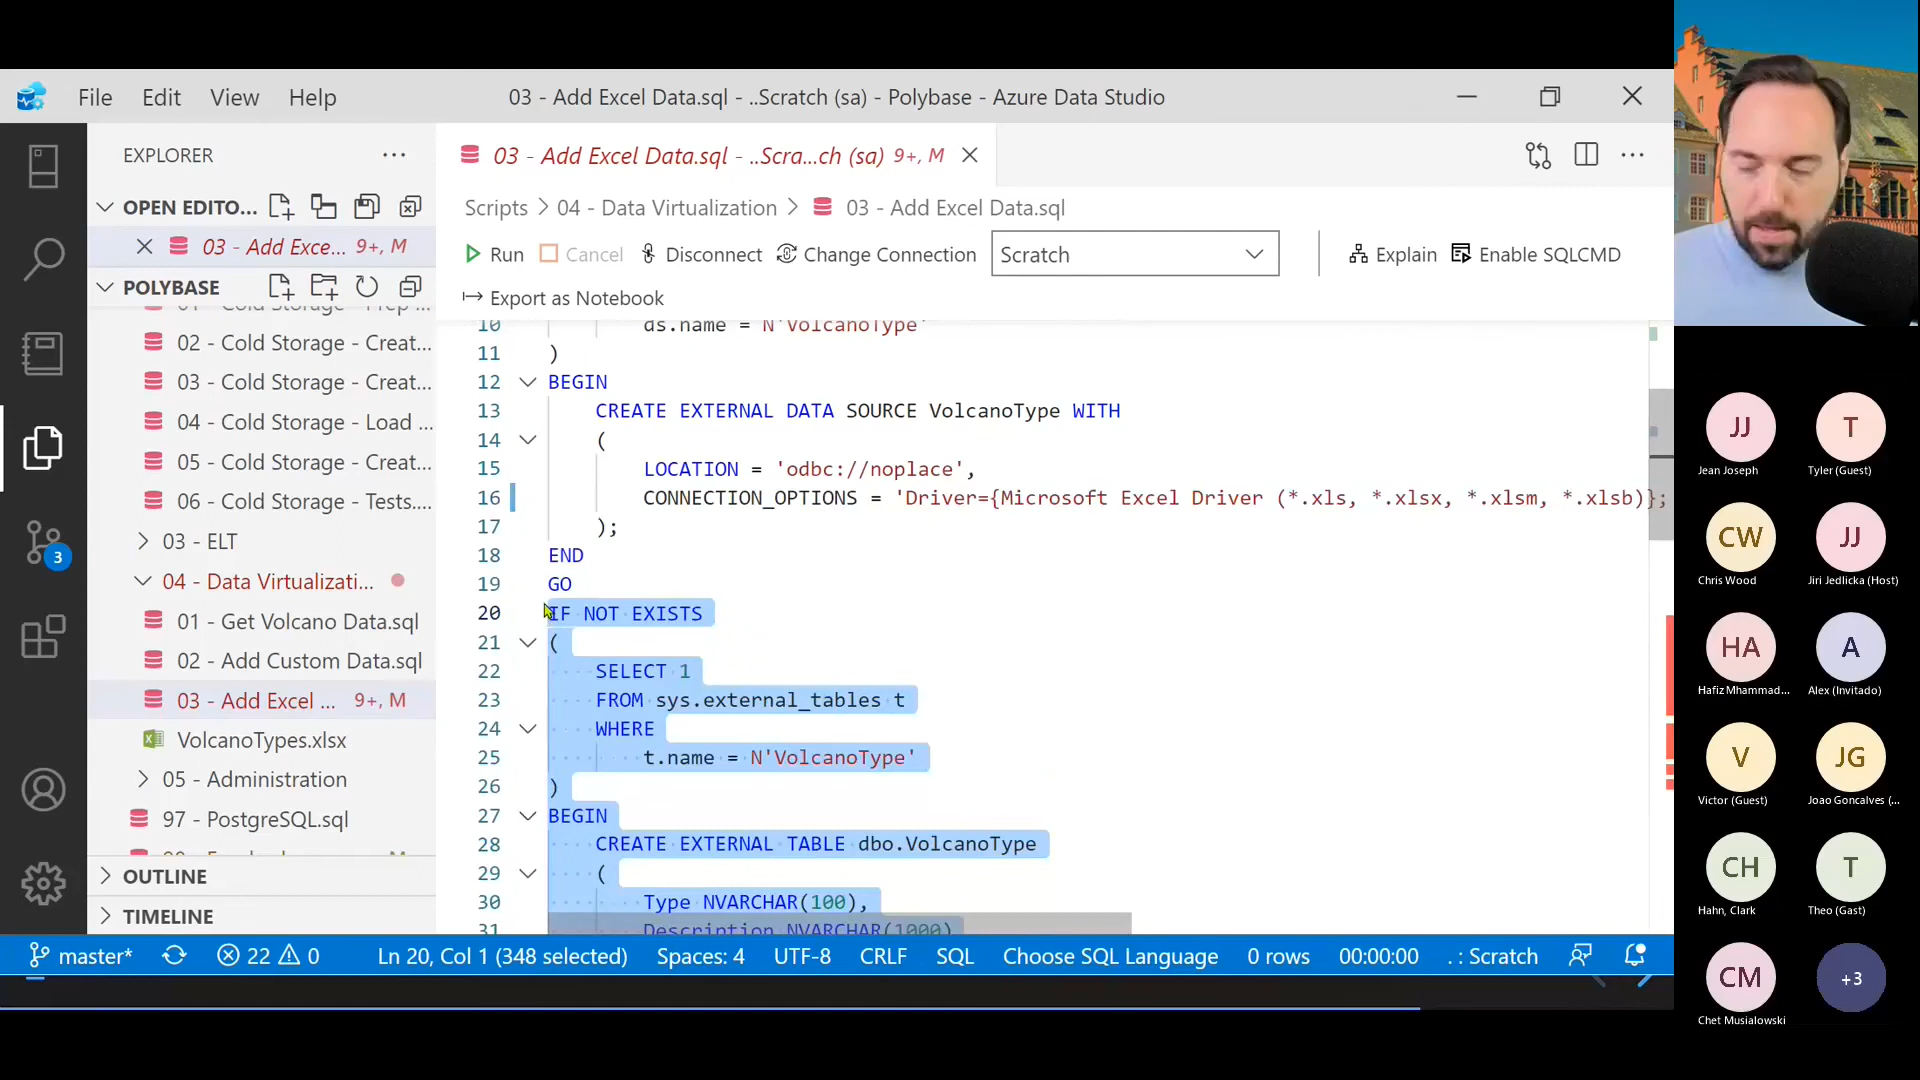 File Edit View Help
03 - Add Excel Data.sql - ..Scratch (sa) - Polybase - Azure Data Studio
EXPLORER
OPEN EDITO...
03 - Add Exce... 9+, M
POLYBASE
02 - Cold Storage - Creat...
03 - Cold Storage - Creat...
04 - Cold Storage - Load ...
05 - Cold Storage - Creat...
06 - Cold Storage - Tests....
03 - ELT
04 - Data Virtualizati...
01 - Get Volcano Data.sql
02 - Add Custom Data.sql
03 - Add Excel ... 9+, M
VolcanoTypes.xlsx
05 - Administration
97 - PostgreSQL.sql
OUTLINE
TIMELINE
3
03 - Add Excel Data.sql - ..Scra...ch (sa) 9+, M
Scripts > 04 - Data Virtualization > 03 - Add Excel Data.sql
Run Cancel Disconnect Change Connection Scratch Explain Enable SQLCMD
Export as Notebook
10 ds.name = N'VolcanoType'
11 )
12 BEGIN
13 CREATE EXTERNAL DATA SOURCE VolcanoType WITH
14 (
15 LOCATION = 'odbc://noplace',
16 CONNECTION_OPTIONS = 'Driver={Microsoft Excel Driver (*.xls, *.xlsx, *.xlsm, *.xlsb)};
17 );
18 END
19 GO
20 IF NOT EXISTS
21 (
22 SELECT 1
23 FROM sys.external_tables t
24 WHERE
25 t.name = N'VolcanoType'
26 )
27 BEGIN
28 CREATE EXTERNAL TABLE dbo.VolcanoType
29 (
30 Type NVARCHAR(100),
31 Description NVARCHAR(1000)
master* 22 0 Ln 20, Col 1 (348 selected) Spaces: 4 UTF-8 CRLF SQL Choose SQL Language 0 rows 00:00:00 . : Scratch
JJ T
Jean Joseph Tyler (Guest)
CW JJ
Chris Wood Jiri Jedlicka (Host)
HA A
Hafiz Mhammad... Alex (Invitado)
V JG
Victor (Guest) Joao Goncalves (...
CH T
Hahn, Clark Theo (Gast)
CM +3
Chet Musialowski